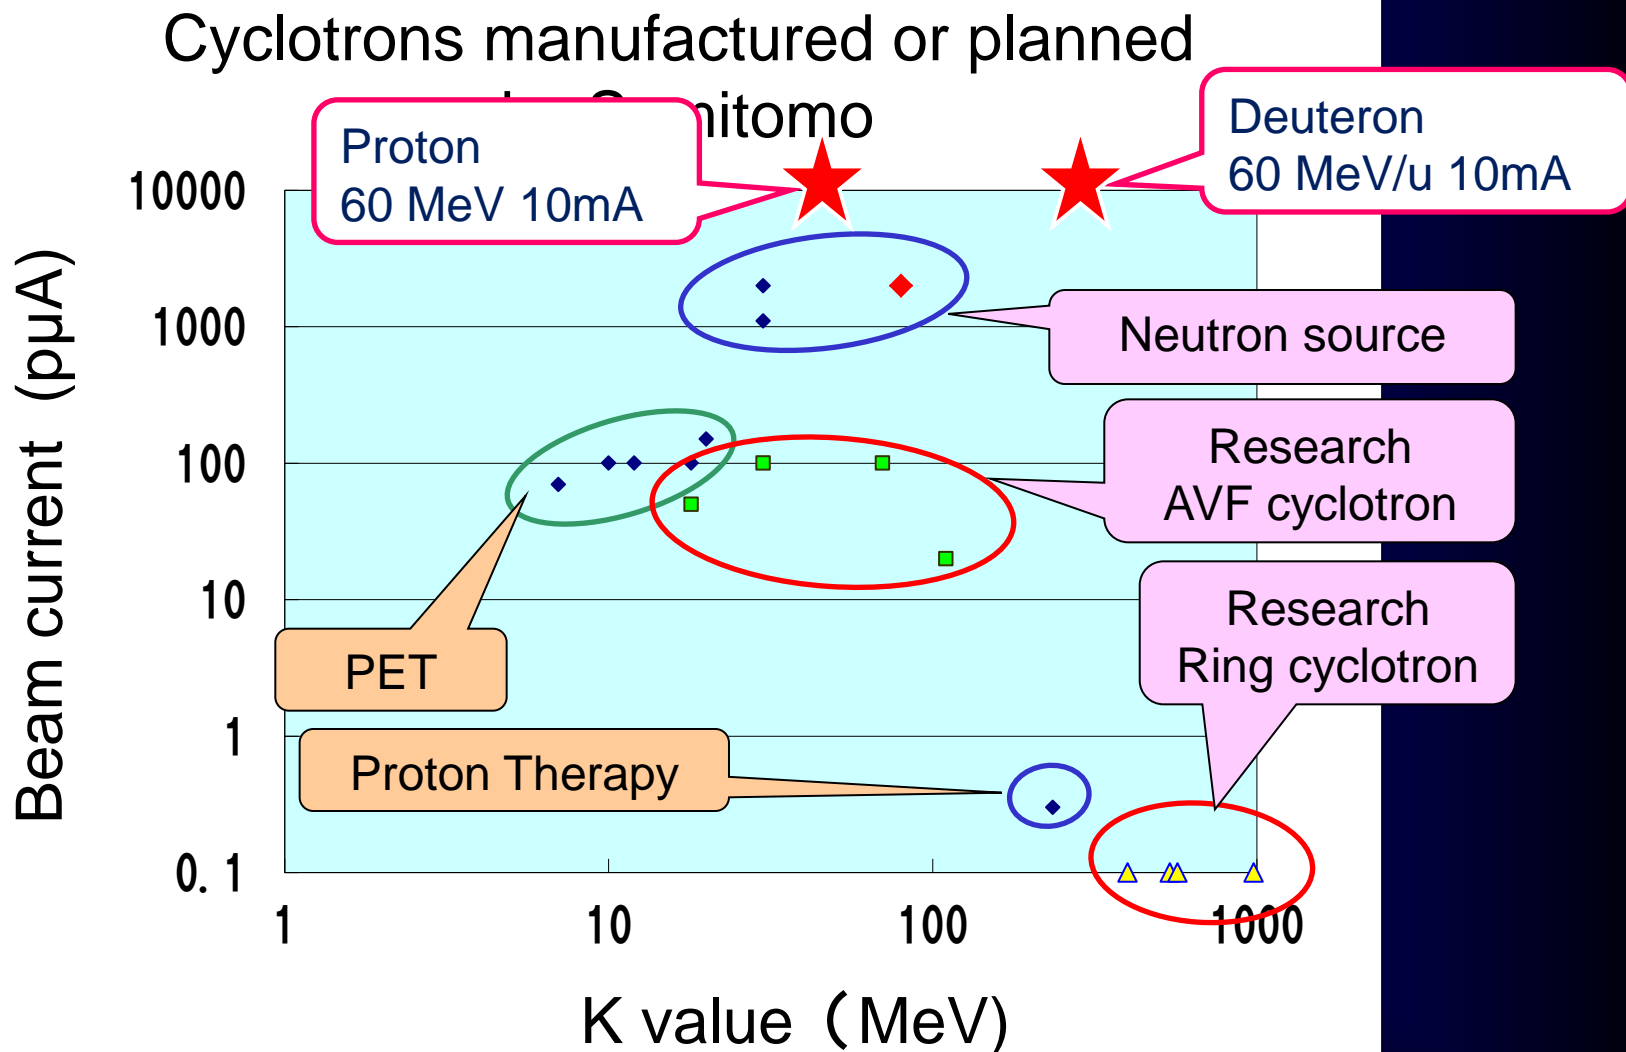 Cyclotrons manufactured or planned
nitomo
Proton
60 MeV 10mA
Deuteron
60 MeV/u 10mA
10000
1000
100
10
1
0.1
Beam current (pμA)
Neutron source
Research
AVF cyclotron
Research
Ring cyclotron
PET
Proton Therapy
1
10
100
1000
K value (MeV)